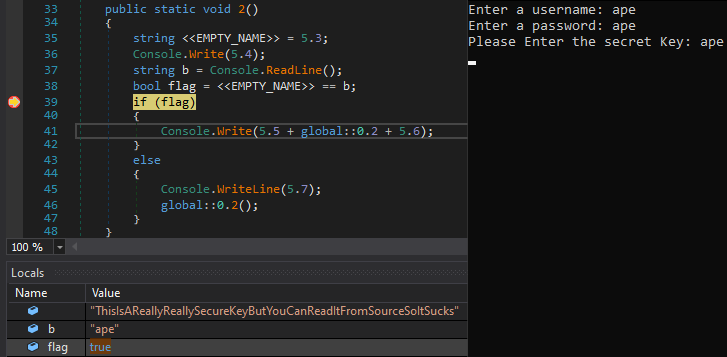 33 public static void 2()
34 {
35 string <<EMPTY_NAME>> = 5.3;
36 Console.Write(5.4);
37 string b = Console.ReadLine();
38 bool flag = <<EMPTY_NAME>> == b;
39 if (flag)
40 {
41 Console.Write(5.5 + global::0.2 + 5.6);
42 }
43 else
44 {
45 Console.WriteLine(5.7);
46 global::0.2();
47 }
48 }
100 %
Locals
Name Value
"ThisIsAReallyReallySecureKeyButYouCanReadItFromSourceSoItSucks"
b "ape"
flag true
Enter a username: ape
Enter a password: ape
Please Enter the secret Key: ape